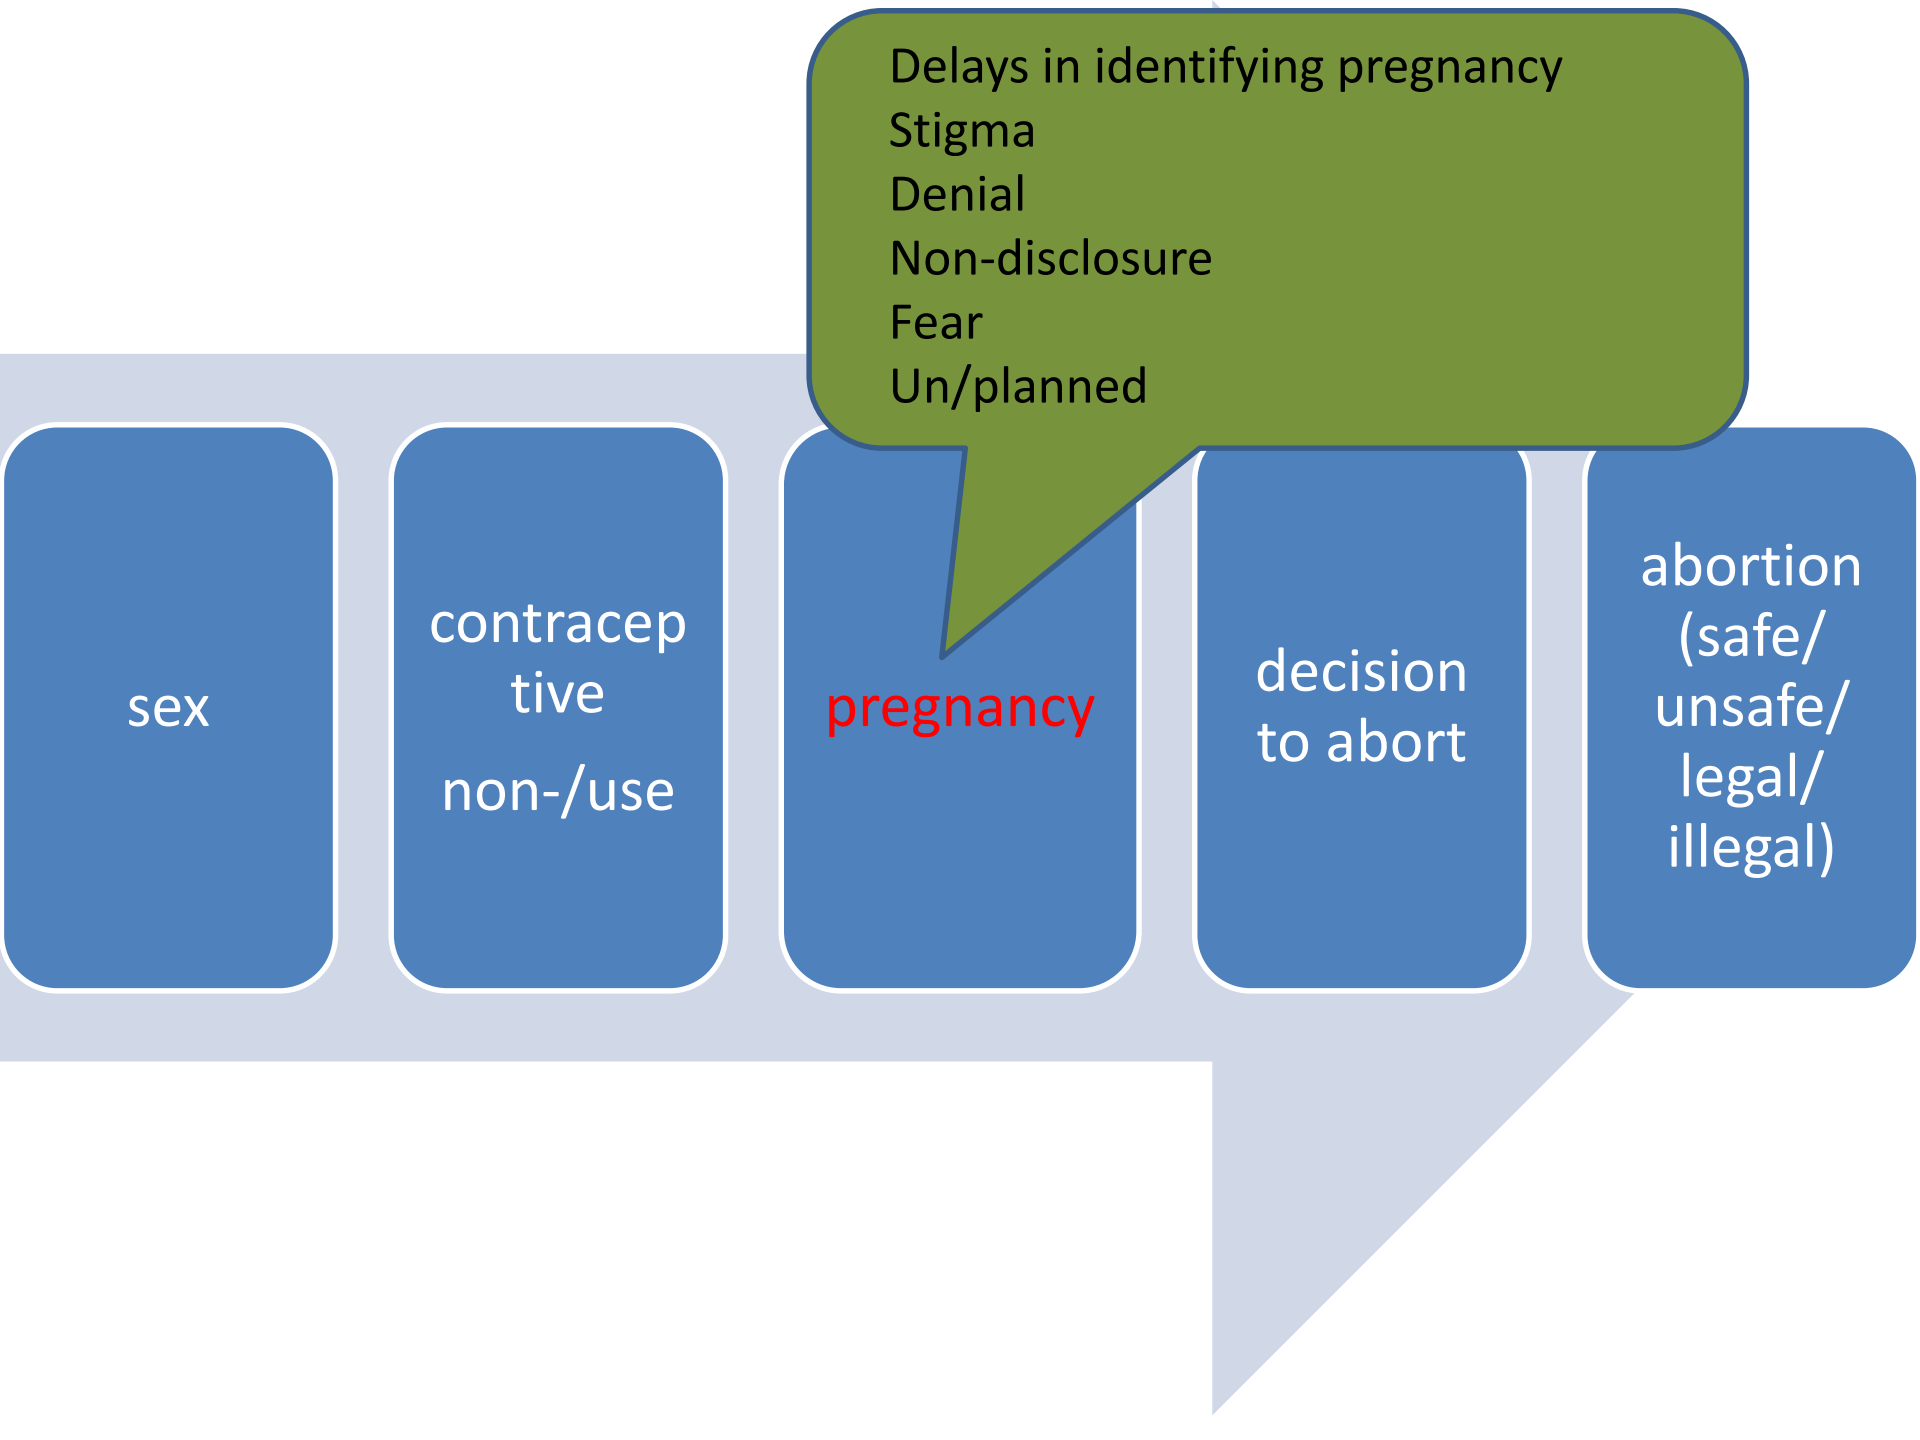 Delays in identifying pregnancy
Stigma
Denial
Non-disclosure
Fear
Un/planned
sex
contracep
tive
non-/use
pregnancy
decision
to abort
abortion
(safe/
unsafe/
legal/
illegal)